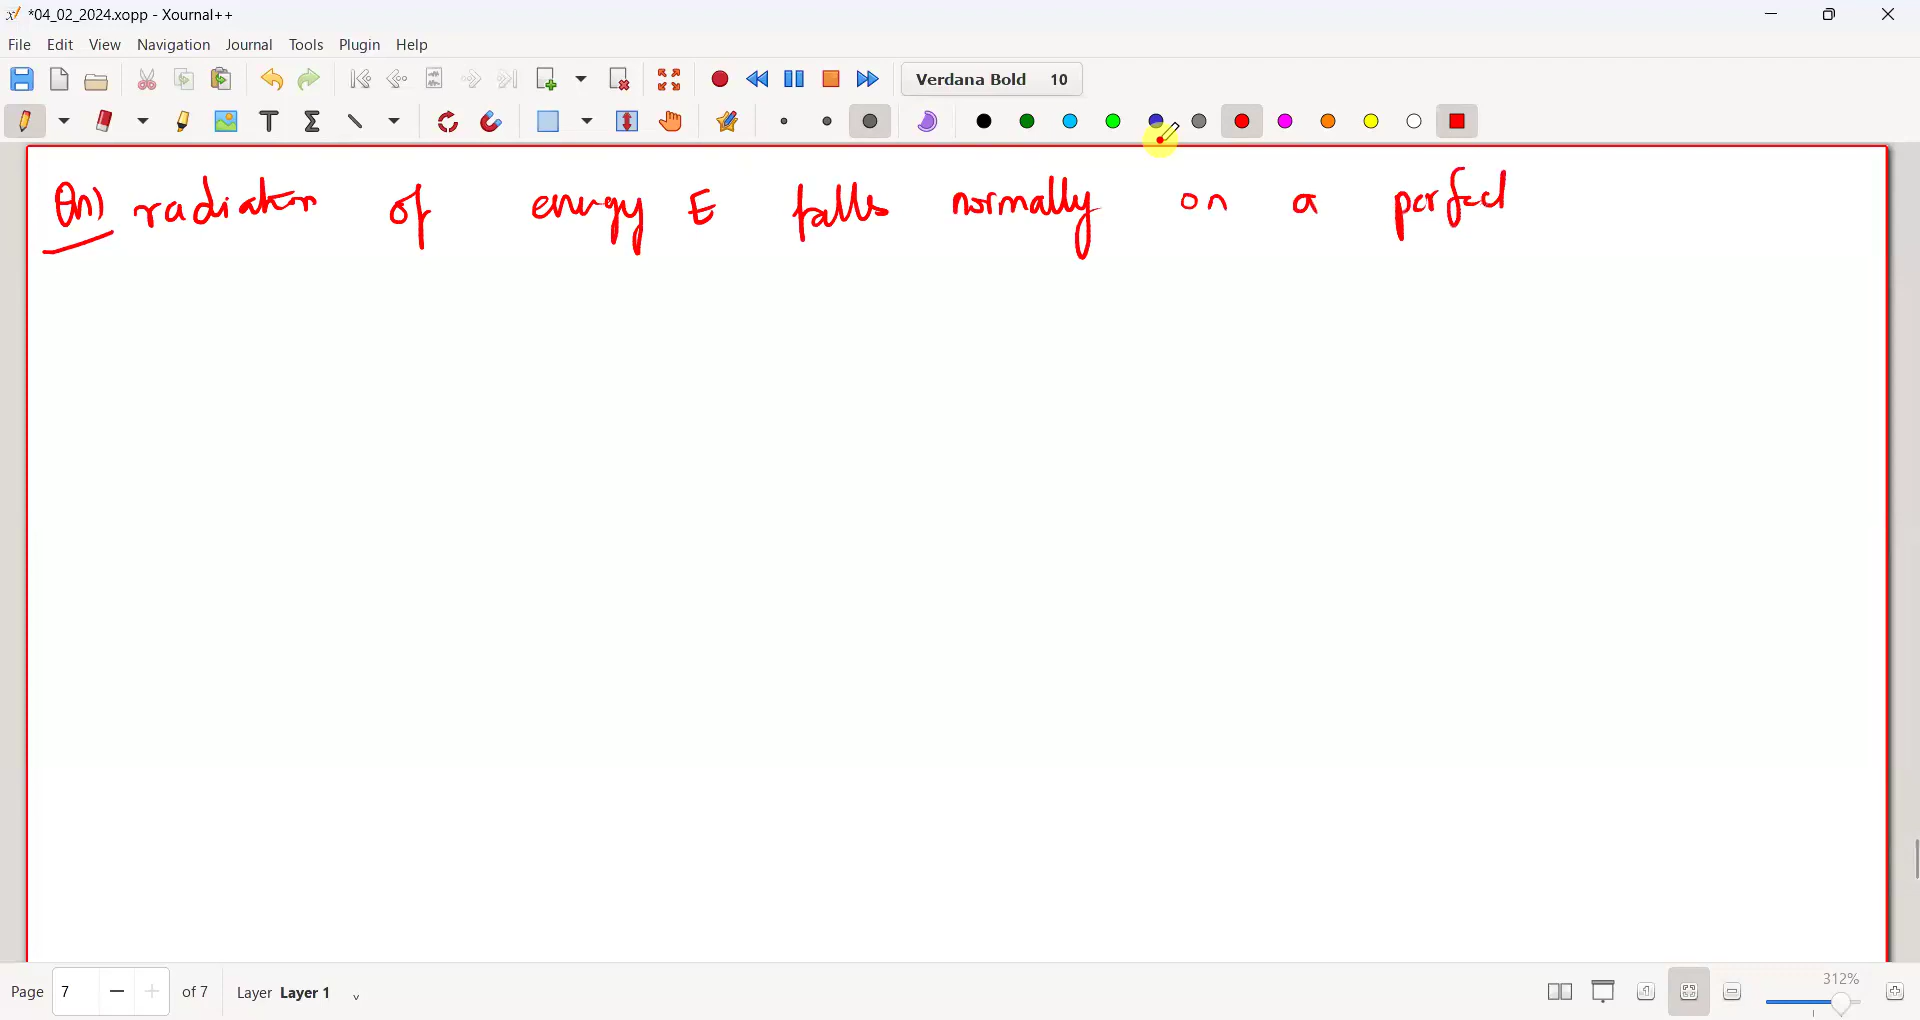 *04_02_2024.xopp - Xournal++
File Edit View Navigation Journal Tools Plugin Help
Verdana Bold 10
Qn) radiation of energy E falls normally on a perfect
312%
Page 7 of 7 Layer Layer 1